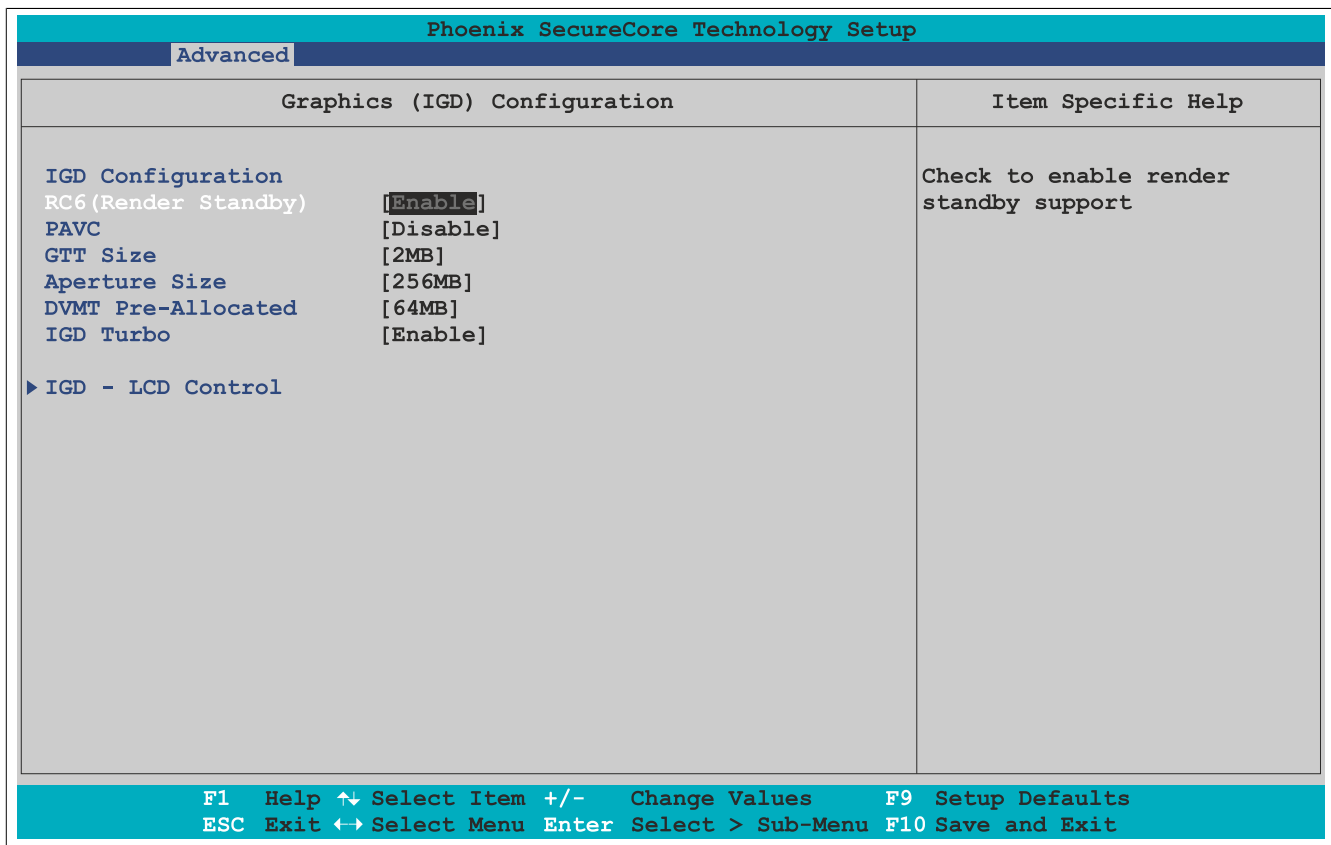 Phoenix SecureCore Technology Setup
Advanced
Graphics (IGD) Configuration
Item Specific Help
IGD Configuration
RC6(Render Standby) [Enable]
PAVC [Disable]
GTT Size [2MB]
Aperture Size [256MB]
DVMT Pre-Allocated [64MB]
IGD Turbo [Enable]
IGD - LCD Control
Check to enable render
standby support
F1 Help ↑↓ Select Item +/- Change Values F9 Setup Defaults
ESC Exit ←→ Select Menu Enter Select > Sub-Menu F10 Save and Exit